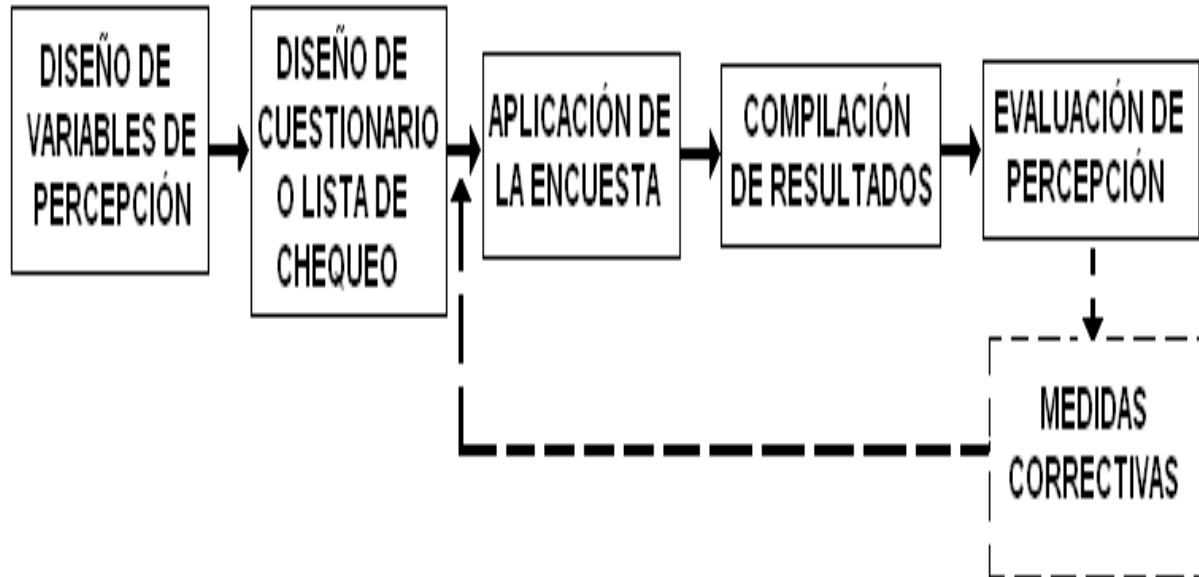 DISEÑO DE
VARIABLES DE
PERCEPCIÓN
DISEÑO DE
CUESTIONARIO
O LISTA DE
CHEQUEO
APLICACIÓN DE
LA ENCUESTA
COMPILACIÓN
DE RESULTADOS
EVALUACIÓN DE
PERCEPCIÓN
MEDIDAS
CORRECTIVAS